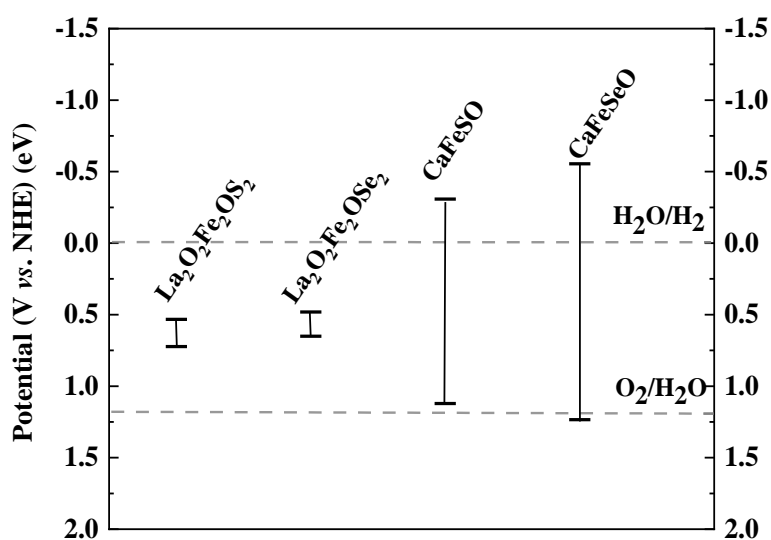 Potential (V vs. NHE) (eV)
-1.5
-1.0
-0.5
0.0
0.5
1.0
1.5
2.0
La₂O₂Fe₂OS₂
La₂O₂Fe₂OSe₂
CaFeSO
CaFeSeO
H₂O/H₂
O₂/H₂O
-1.5
-1.0
-0.5
0.0
0.5
1.0
1.5
2.0